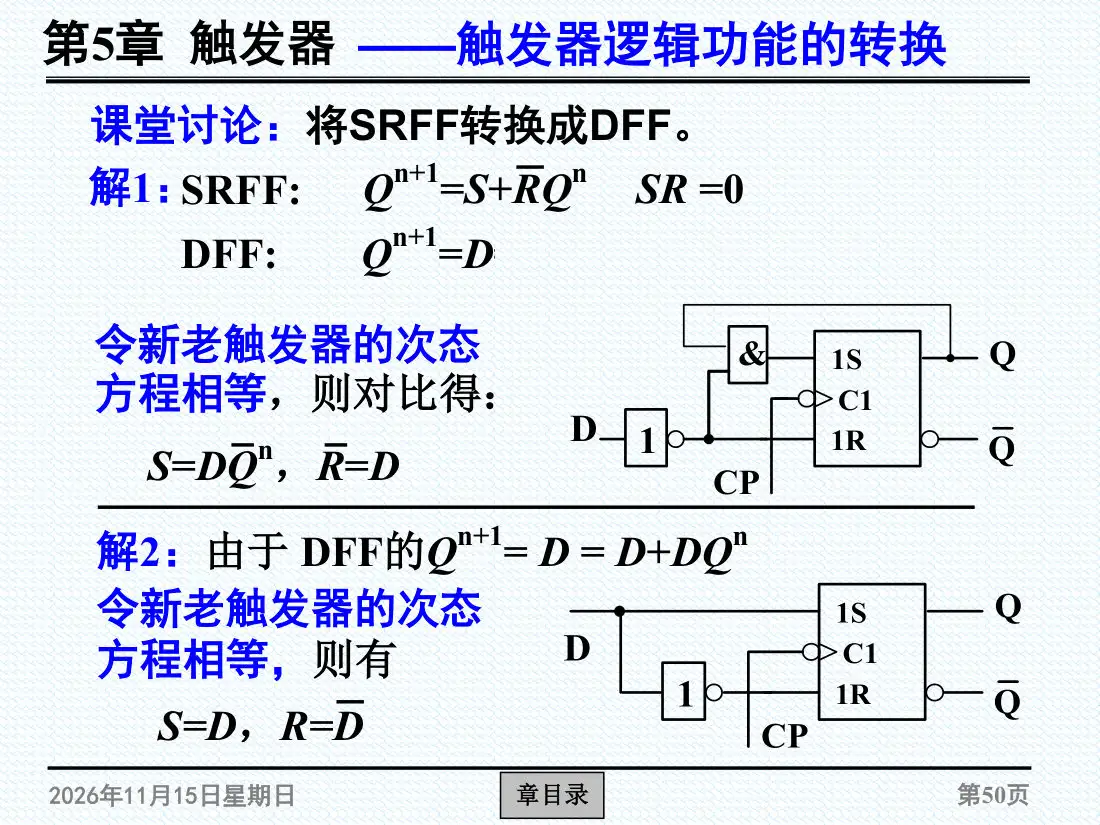 第5章 触发器 ——触发器逻辑功能的转换
课堂讨论：将SRFF转换成DFF。
解1：SRFF: Qⁿ⁺¹=S+R̅Qⁿ SR =0
DFF: Qⁿ⁺¹=D
令新老触发器的次态
方程相等，则对比得：
S=DQ̅ⁿ，R̅=D
&
1S
Q
C1
D
1
1R
Q̅
CP
解2：由于 DFF的Qⁿ⁺¹= D = D+DQⁿ
令新老触发器的次态
方程相等，则有
S=D，R=D̅
1S
Q
D
C1
1
1R
Q̅
CP
2026年11月15日星期日
章目录
第50页